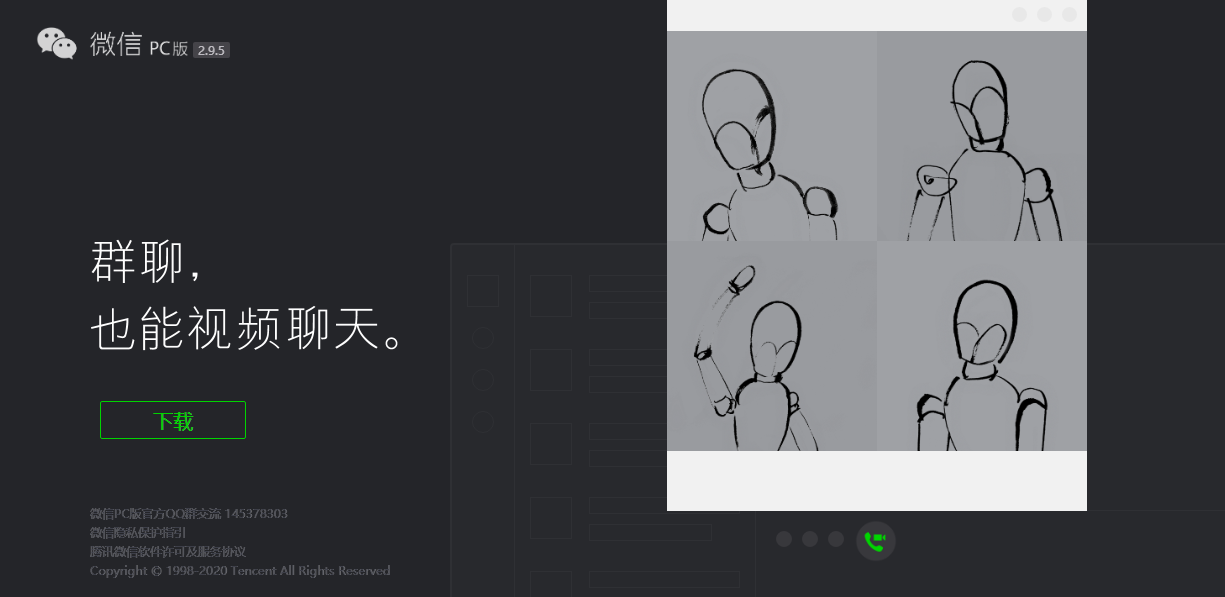 微信 PC版 2.9.5
群聊,
也能视频聊天。
下载
微信PC版官方QQ群交流 145378303
微信隐私保护指引
腾讯微信软件许可及服务协议
Copyright © 1998-2020 Tencent All Rights Reserved